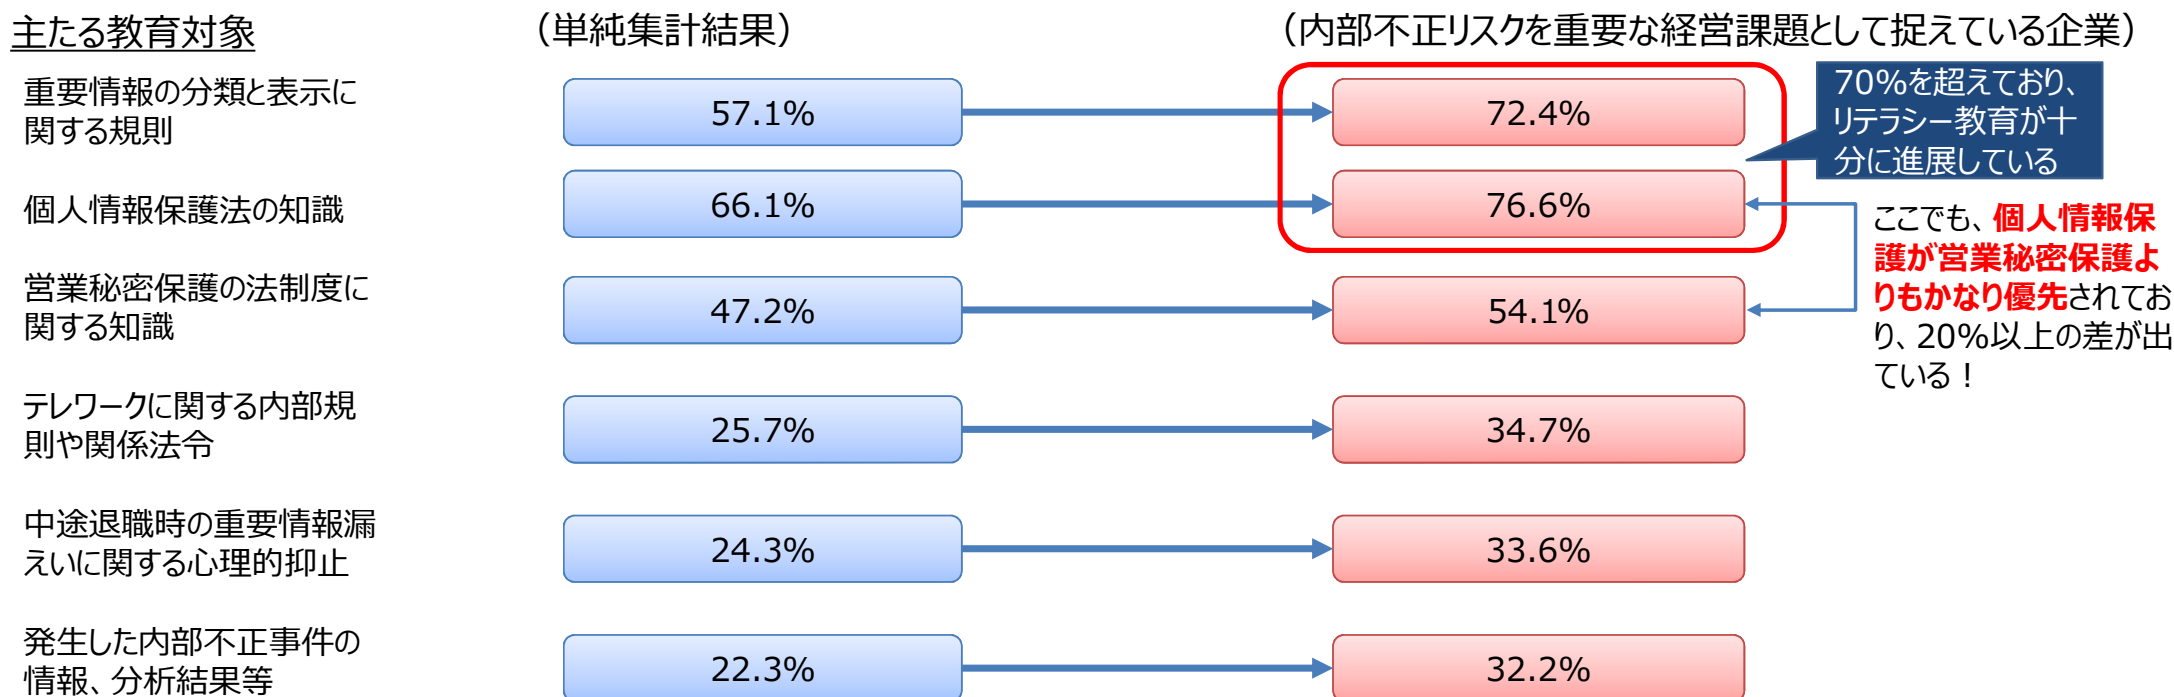 主たる教育対象
（単純集計結果）
（内部不正リスクを重要な経営課題として捉えている企業）
重要情報の分類と表示に
関する規則
57.1%
72.4%
70%を超えており、
リテラシー教育が十
分に進展している
個人情報保護法の知識
66.1%
76.6%
ここでも、個人情報保
護が営業秘密保護よ
りもかなり優先されてお
り、20%以上の差が出
ている！
営業秘密保護の法制度に
関する知識
47.2%
54.1%
テレワークに関する内部規
則や関係法令
25.7%
34.7%
中途退職時の重要情報漏
えいに関する心理的抑止
24.3%
33.6%
発生した内部不正事件の
情報、分析結果等
22.3%
32.2%